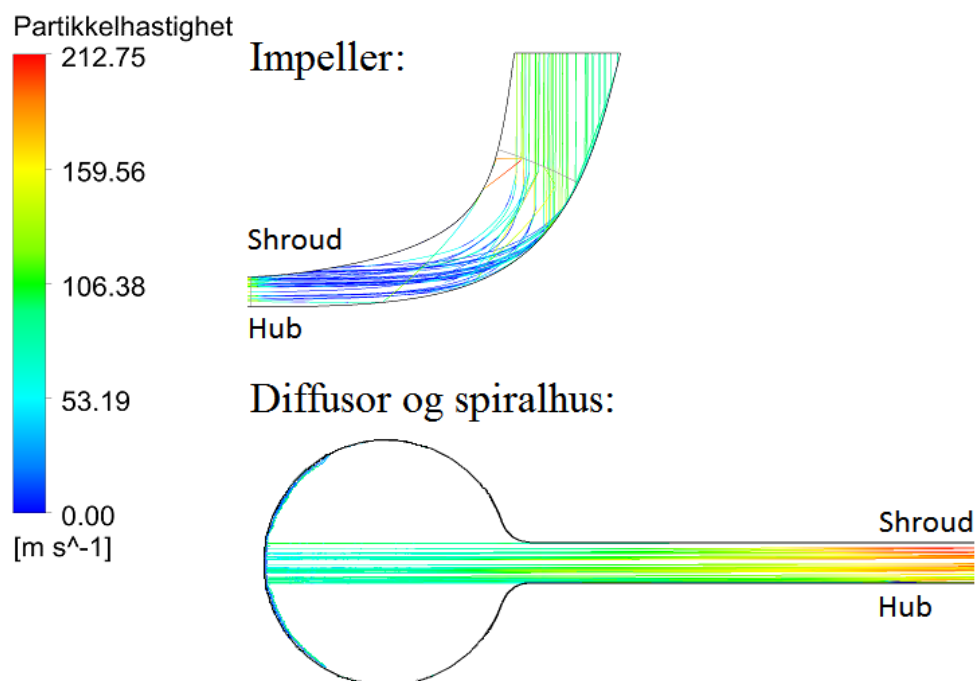 Partikkelhastighet
212.75
159.56
106.38
53.19
0.00
[m s^-1]
Impeller:
Shroud
Hub
Diffusor og spiralhus:
Shroud
Hub